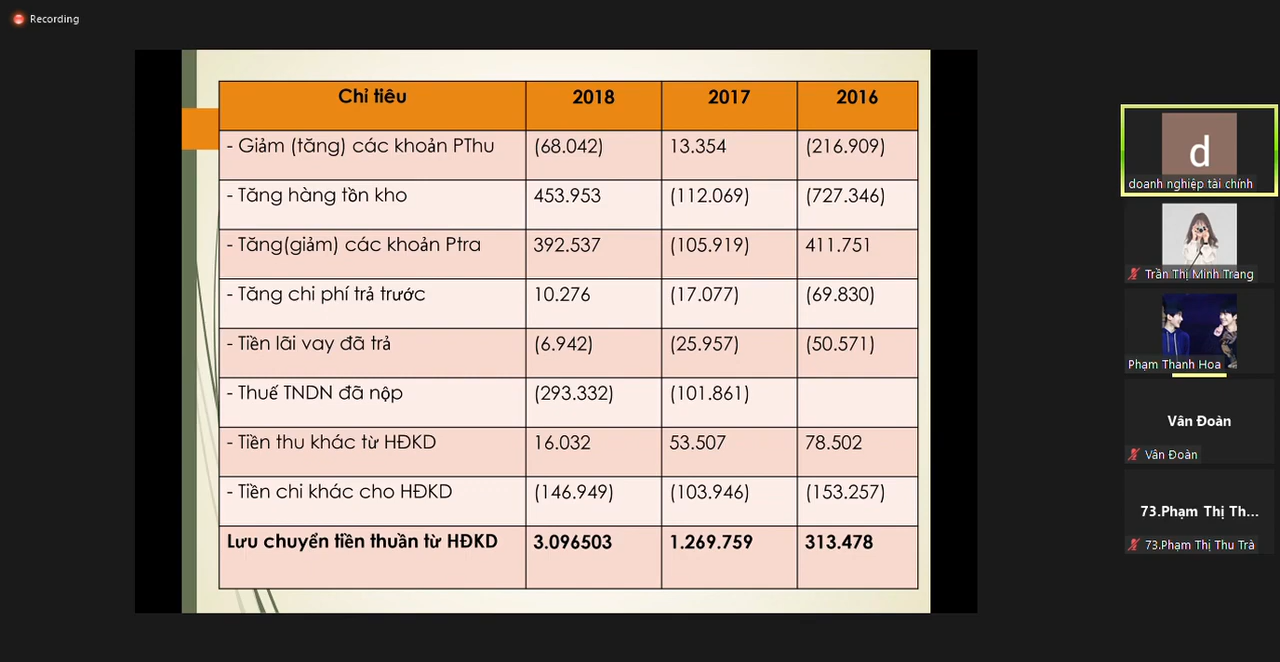 Recording
Chỉ tiêu 2018 2017 2016
- Giảm (tăng) các khoản PThu (68.042) 13.354 (216.909)
- Tăng hàng tồn kho 453.953 (112.069) (727.346)
- Tăng(giảm) các khoản Ptra 392.537 (105.919) 411.751
- Tăng chi phí trả trước 10.276 (17.077) (69.830)
- Tiền lãi vay đã trả (6.942) (25.957) (50.571)
- Thuế TNDN đã nộp (293.332) (101.861)
- Tiền thu khác từ HĐKD 16.032 53.507 78.502
- Tiền chi khác cho HĐKD (146.949) (103.946) (153.257)
Lưu chuyển tiền thuần từ HĐKD 3.096503 1.269.759 313.478
d
doanh nghiệp tài chính
Trần Thị Minh Trang
Phạm Thanh Hoa
Vân Đoàn
Vân Đoàn
73.Phạm Thị Th...
73.Phạm Thị Thu Trà